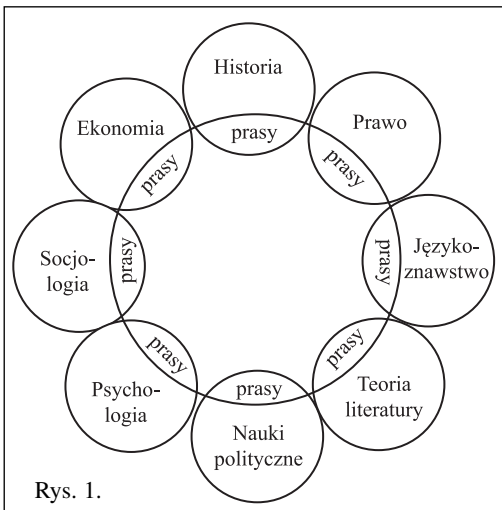 Historia
prasy
Prawo
prasy
Języko-
znawstwo
prasy
Teoria
literatury
prasy
Nauki
polityczne
prasy
Psycho-
logia
prasy
Socjo-
logia
prasy
Ekonomia
prasy
Rys. 1.